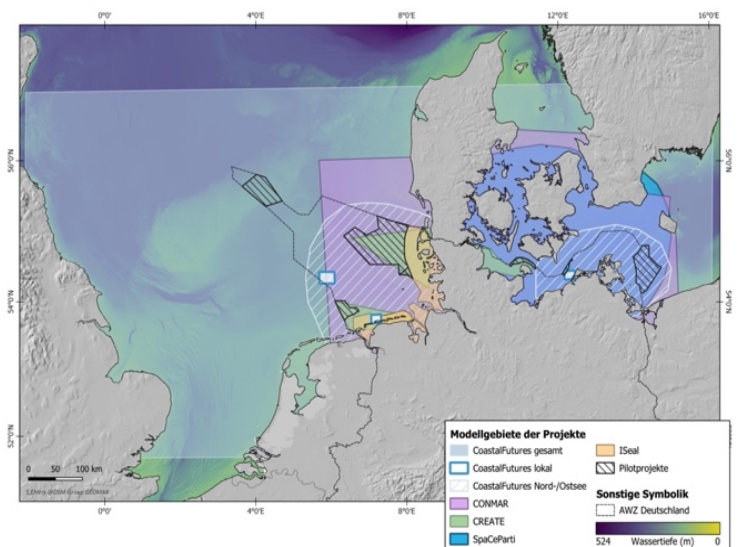 0°0' 4°0'E 8°0'E 12°0'E 16°0'E
56°0'N 56°0'N
54°0'N 54°0'N
52°0'N
0 50 100 km
0°0' 4°0'E 8°0'E
Modellgebiete der Projekte
CoastalFutures gesamt
CoastalFutures lokal
CoastalFutures Nord-/Ostsee
CONMAR
CREATE
SpaCeParti
ISeal
Pilotprojekte
Sonstige Symbolik
AWZ Deutschland
524 Wassertiefe (m) 0